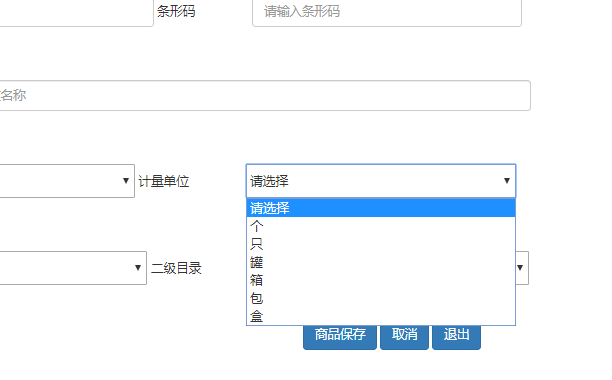 条形码 请输入条形码
名称
计量单位 请选择
请选择
个
只
罐
二级目录
箱
包
盒
商品保存 取消 退出